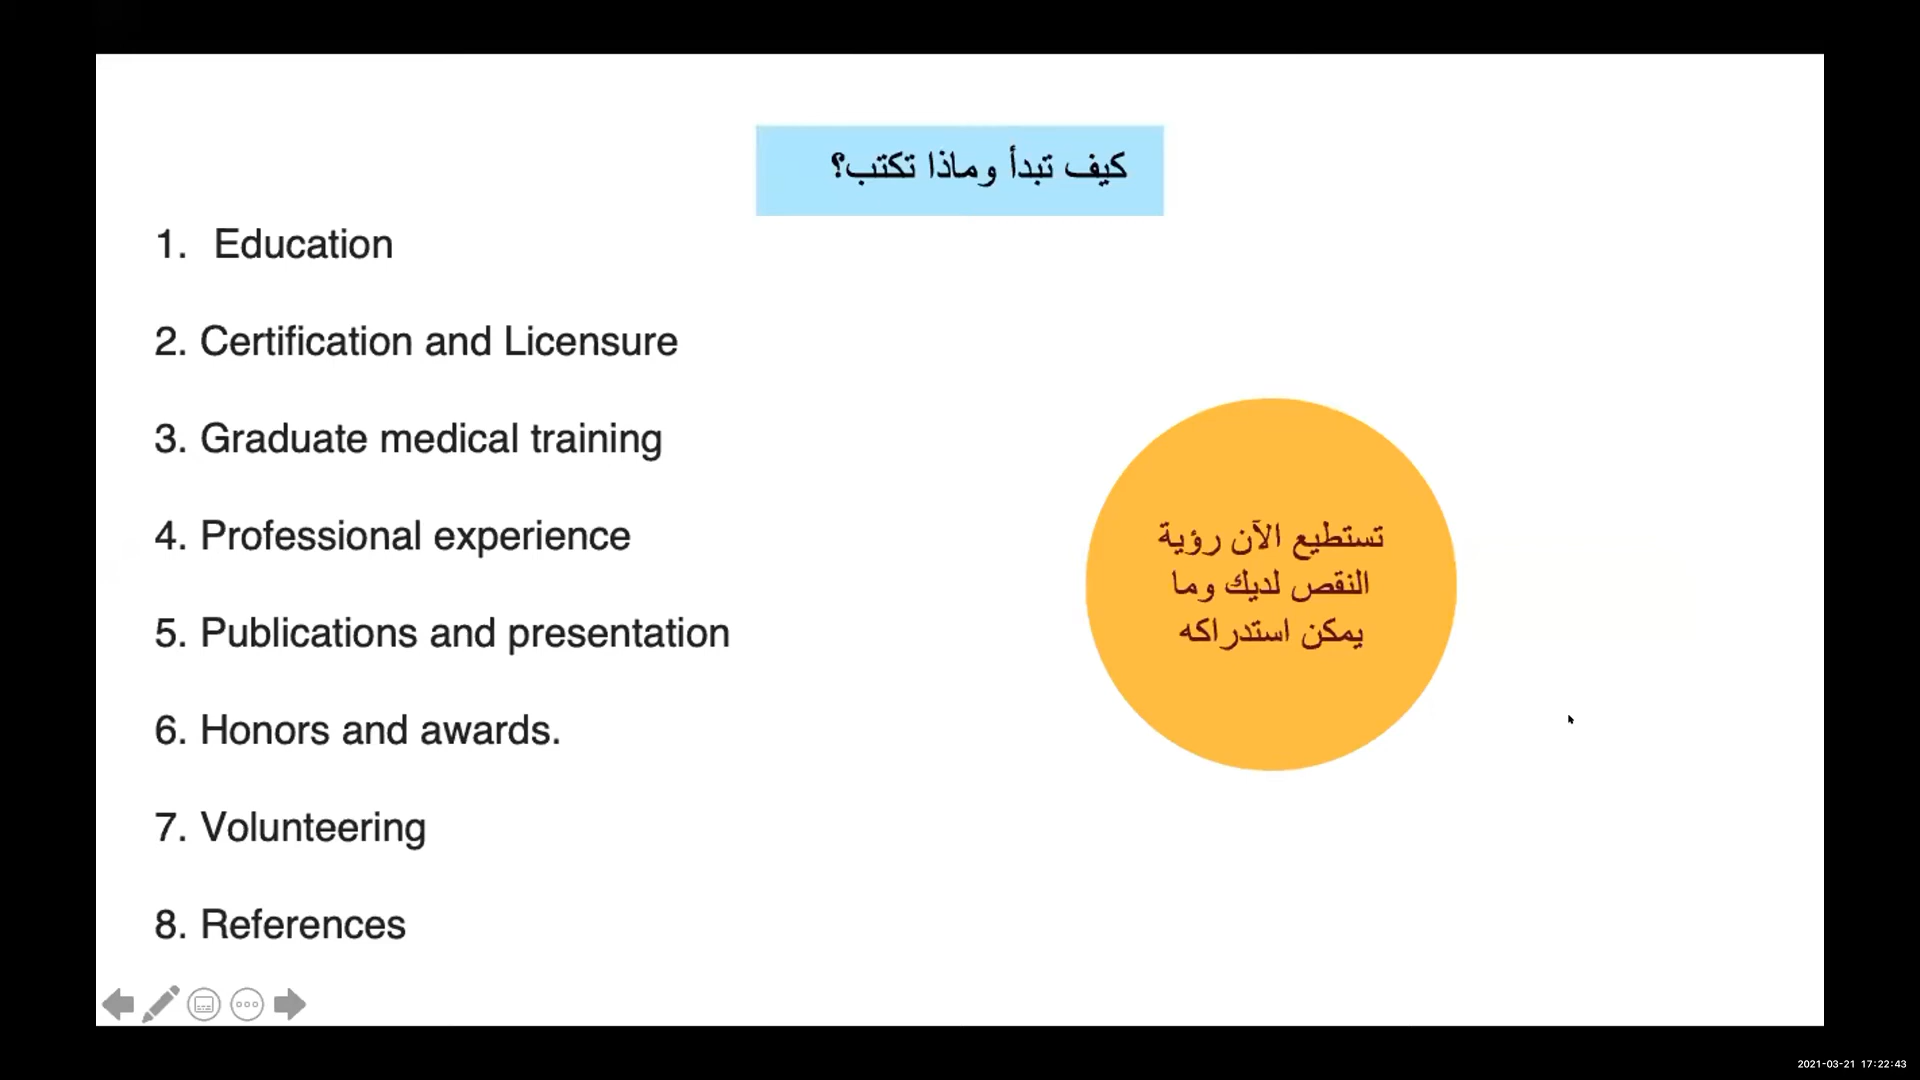 كيف تبدأ وماذا تكتب؟
1. Education
2. Certification and Licensure
3. Graduate medical training
4. Professional experience
5. Publications and presentation
6. Honors and awards.
7. Volunteering
8. References
تستطيع الآن رؤية
النقص لديك وما
يمكن استدراكه
2021-03-21 17:22:43